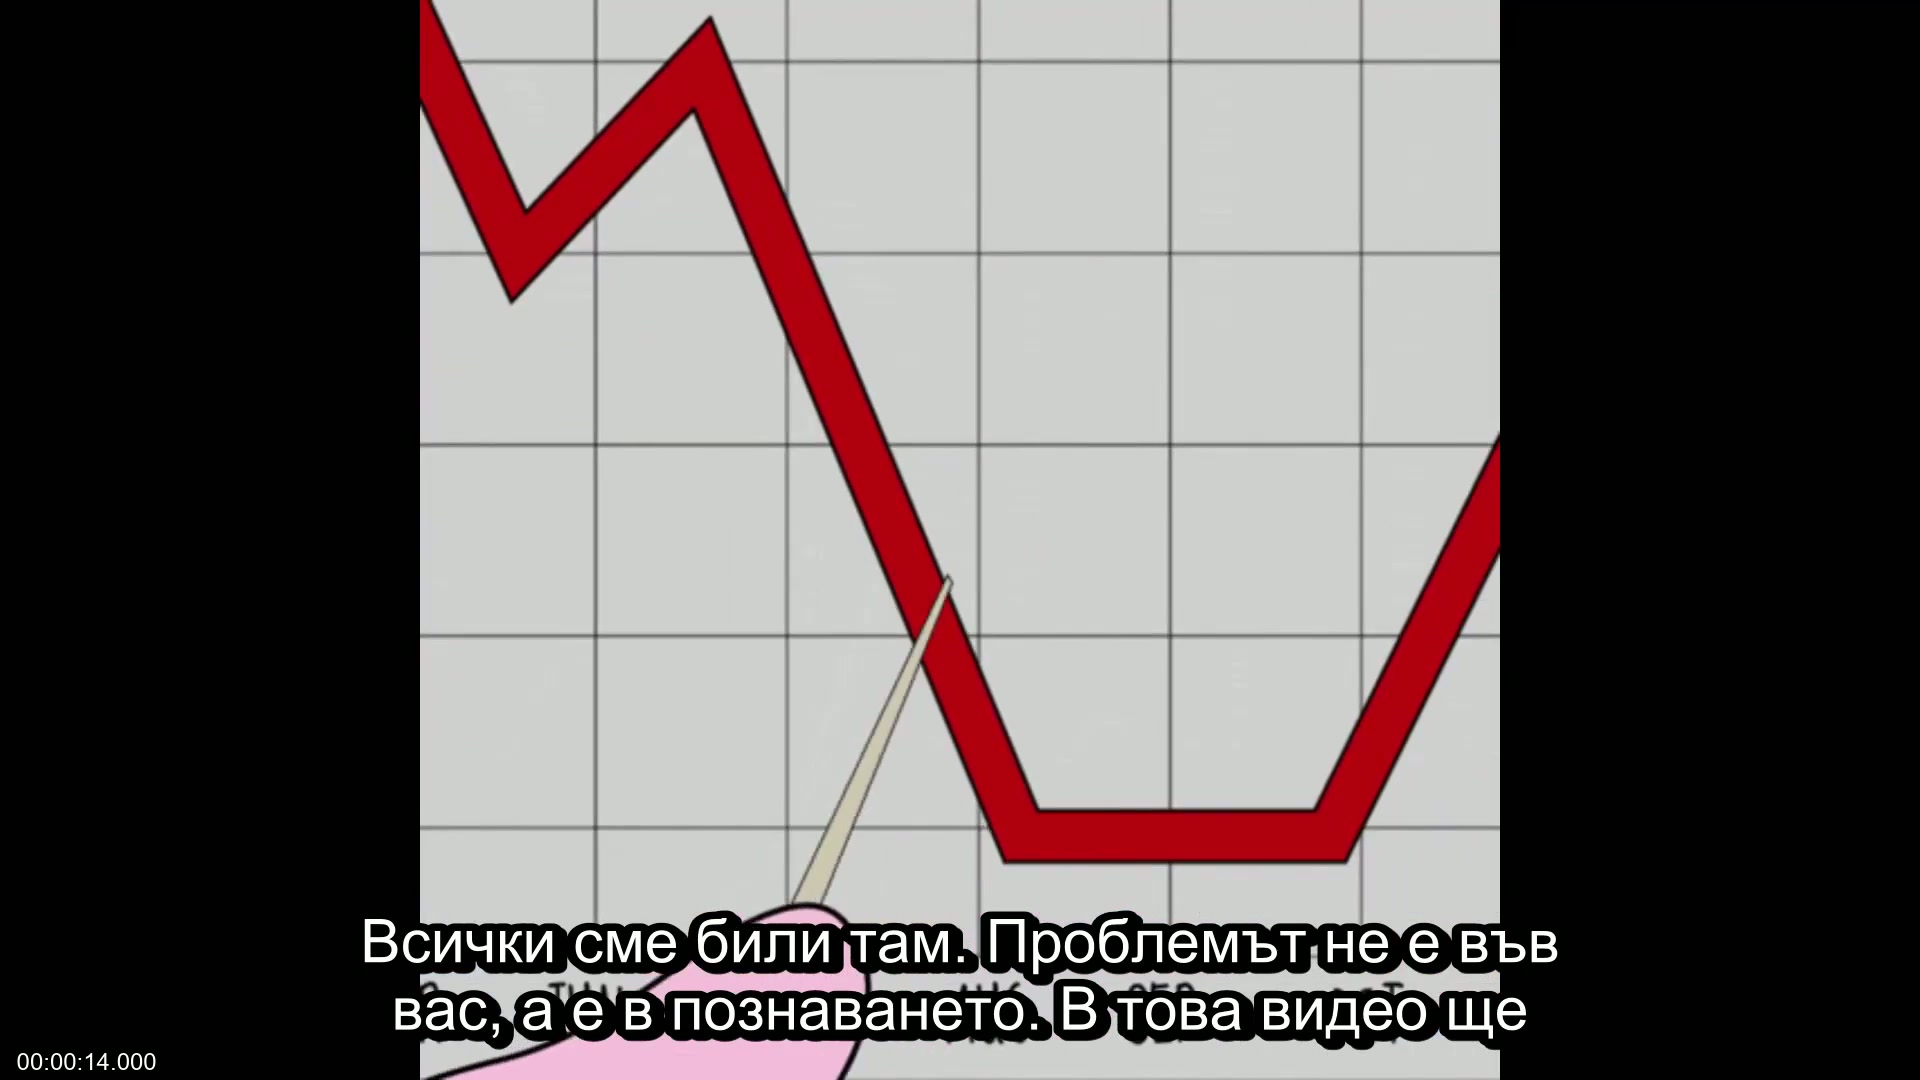 Всички сме били там. Проблемът не е във
вас, а е в познаването. В това видео ще
00:00:14.000